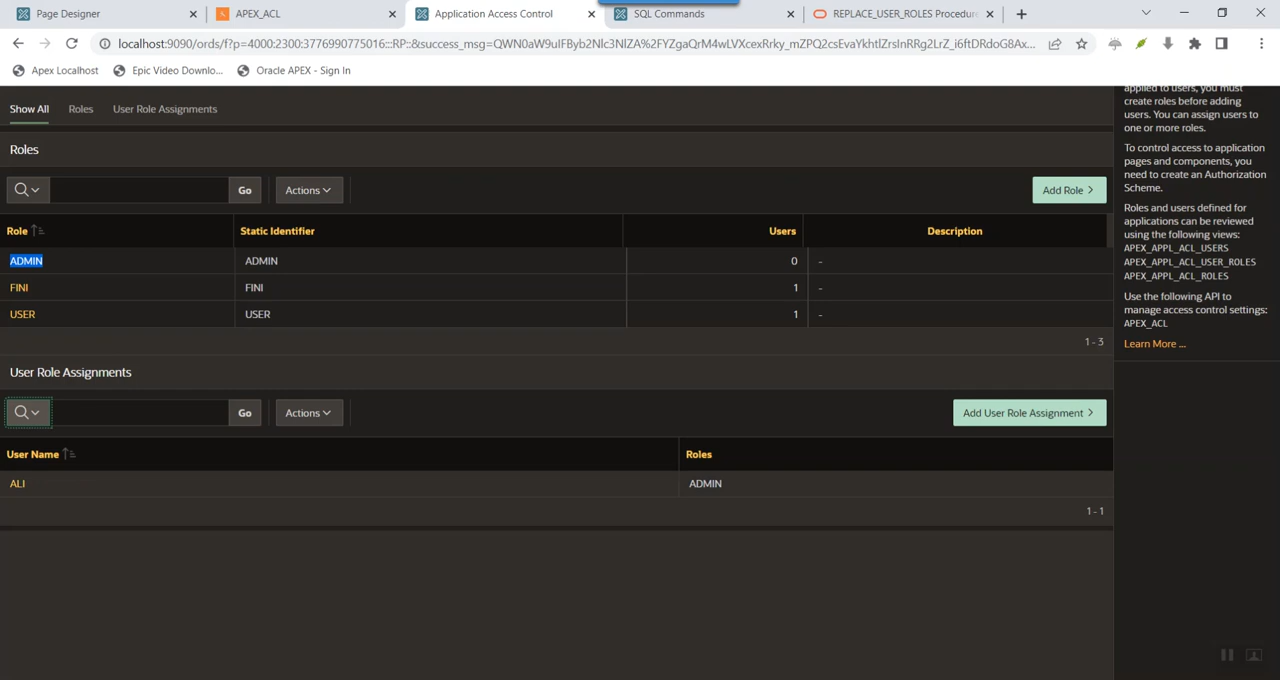 Page Designer
APEX_ACL
Application Access Control
SQL Commands
REPLACE_USER_ROLES Procedur
localhost:9090/ords/f?p=4000:2300:3776990775016:::RP::&success_msg=QWN0aW9uIFByb2Nlc3NlZA%2FYZgaQrM4wLVXcexRrky_mZPQ2csEvaYkhtlZrsInRRg2LrZ_i6ftDRdoG8Ax...
Apex Localhost
Epic Video Downlo...
Oracle APEX - Sign In
Show All
Roles
User Role Assignments
Roles
Go
Actions
Add Role
Role
Static Identifier
Users
Description
ADMIN
ADMIN
0
-
FINI
FINI
1
-
USER
USER
1
-
1 - 3
User Role Assignments
Go
Actions
Add User Role Assignment
User Name
Roles
ALI
ADMIN
1 - 1
applied to users, you must
create roles before adding
users. You can assign users to
one or more roles.
To control access to application
pages and components, you
need to create an Authorization
Scheme.
Roles and users defined for
applications can be reviewed
using the following views:
APEX_APPL_ACL_USERS
APEX_APPL_ACL_USER_ROLES
APEX_APPL_ACL_ROLES
Use the following API to
manage access control settings:
APEX_ACL
Learn More ...